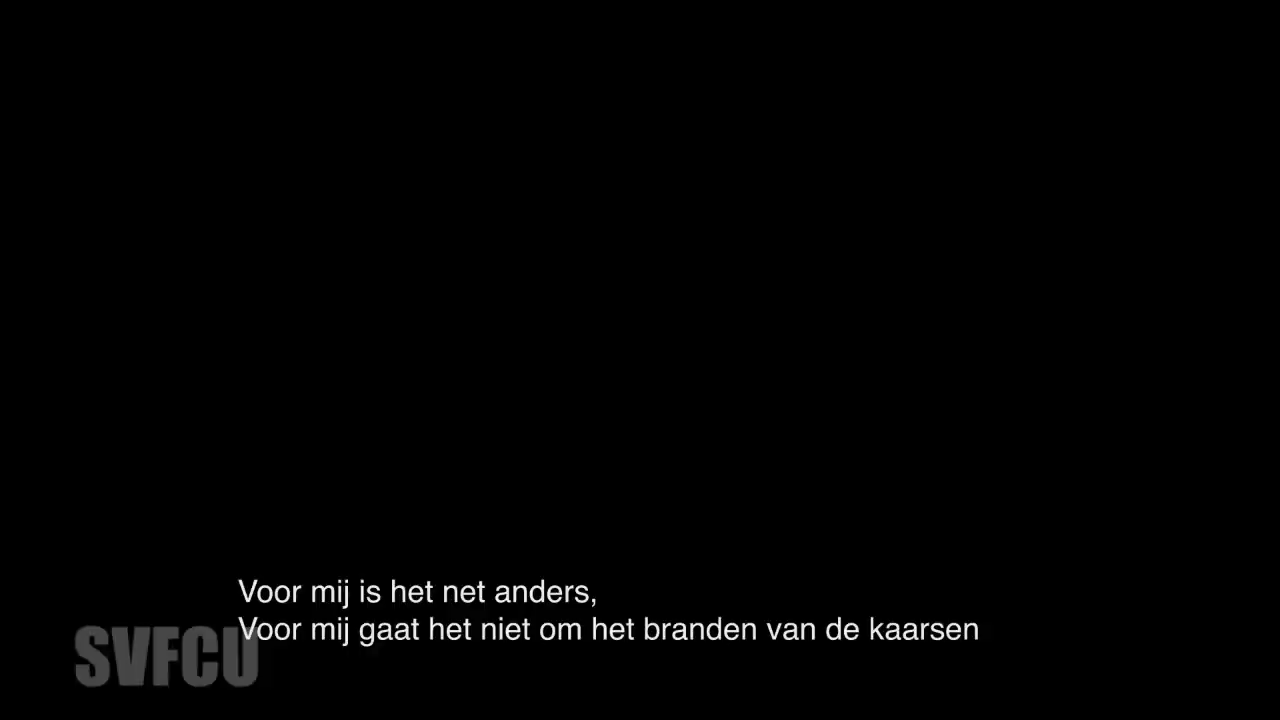 Voor mij is het net anders,
Voor mij gaat het niet om het branden van de kaarsen
SVFCU